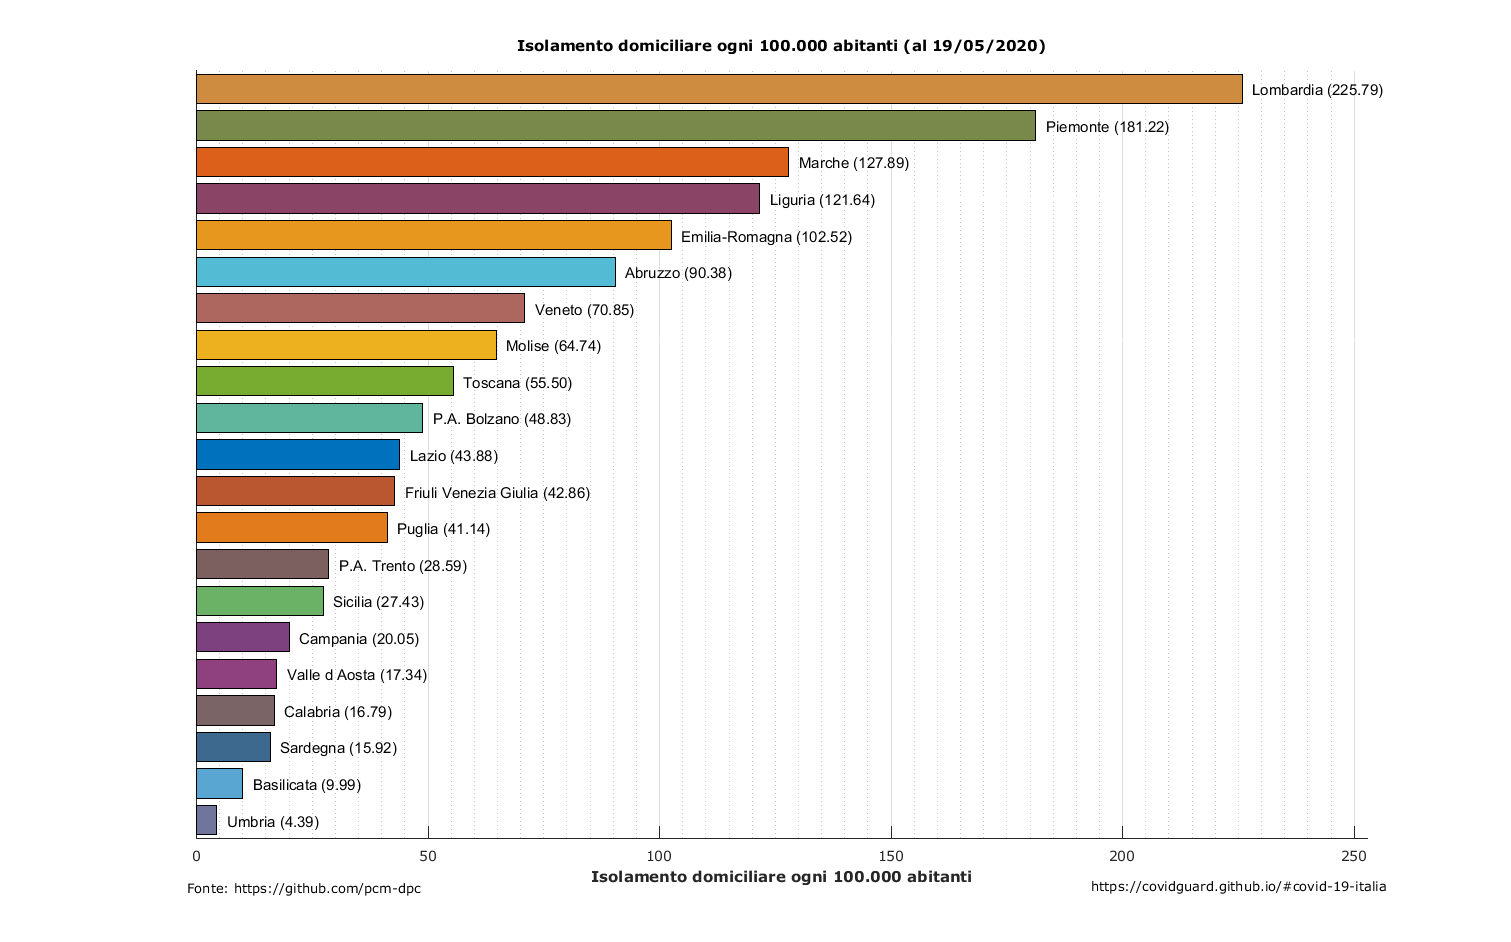 Isolamento domiciliare ogni 100.000 abitanti (al 19/05/2020)
Lombardia (225.79)
Piemonte (181.22)
Marche (127.89)
Liguria (121.64)
Emilia-Romagna (102.52)
Abruzzo (90.38)
Veneto (70.85)
Molise (64.74)
Toscana (55.50)
P.A. Bolzano (48.83)
Lazio (43.88)
Friuli Venezia Giulia (42.86)
Puglia (41.14)
P.A. Trento (28.59)
Sicilia (27.43)
Campania (20.05)
Valle d Aosta (17.34)
Calabria (16.79)
Sardegna (15.92)
Basilicata (9.99)
Umbria (4.39)
0 50 100 150 200 250
Isolamento domiciliare ogni 100.000 abitanti
Fonte: https://github.com/pcm-dpc
https://covidguard.github.io/#covid-19-italia